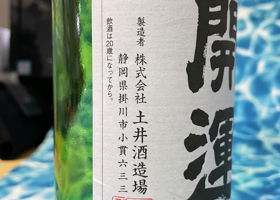 開運
製造者
株式会社 土井酒造場
静岡県掛川市小貫六三三
飲酒は20歳になってから。